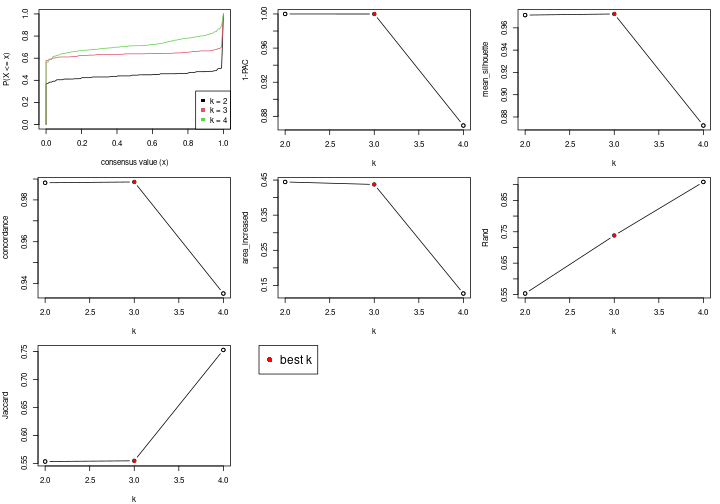 P(X <= x)
0.0 0.2 0.4 0.6 0.8 1.0
k = 2
k = 3
k = 4
0.0 0.2 0.4 0.6 0.8 1.0
consensus value (x)
1-PAC
0.88 0.92 0.96 1.00
2.0 2.5 3.0 3.5 4.0
k
mean_silhouette
0.88 0.90 0.92 0.94 0.96
2.0 2.5 3.0 3.5 4.0
k
concordance
0.94 0.96 0.98
2.0 2.5 3.0 3.5 4.0
k
area_increased
0.15 0.25 0.35 0.45
2.0 2.5 3.0 3.5 4.0
k
Rand
0.55 0.65 0.75 0.85
2.0 2.5 3.0 3.5 4.0
k
Jaccard
0.55 0.60 0.65 0.70 0.75
2.0 2.5 3.0 3.5 4.0
k
best k